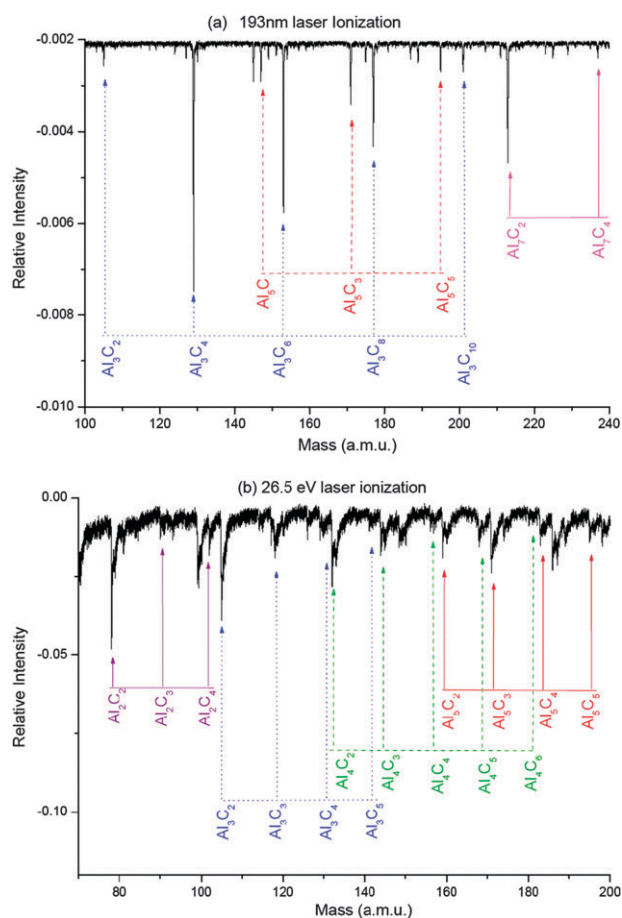 (a) 193nm laser Ionization
-0.002
-0.004
-0.006
-0.008
-0.010
Relative Intensity
Al₃C₂
Al₃C₄
Al₃C₆
Al₃C₈
Al₃C₁₀
Al₅C
Al₅C₃
Al₅C₅
Al₇C₂
Al₇C₄
100 120 140 160 180 200 220 240
Mass (a.m.u.)
(b) 26.5 eV laser ionization
0.00
-0.05
-0.10
Relative Intensity
Al₂C₂
Al₂C₃
Al₂C₄
Al₃C₂
Al₃C₃
Al₃C₄
Al₃C₅
Al₄C₂
Al₄C₃
Al₄C₄
Al₄C₅
Al₄C₆
Al₅C₂
Al₅C₃
Al₅C₄
Al₅C₅
80 100 120 140 160 180 200
Mass (a.m.u.)